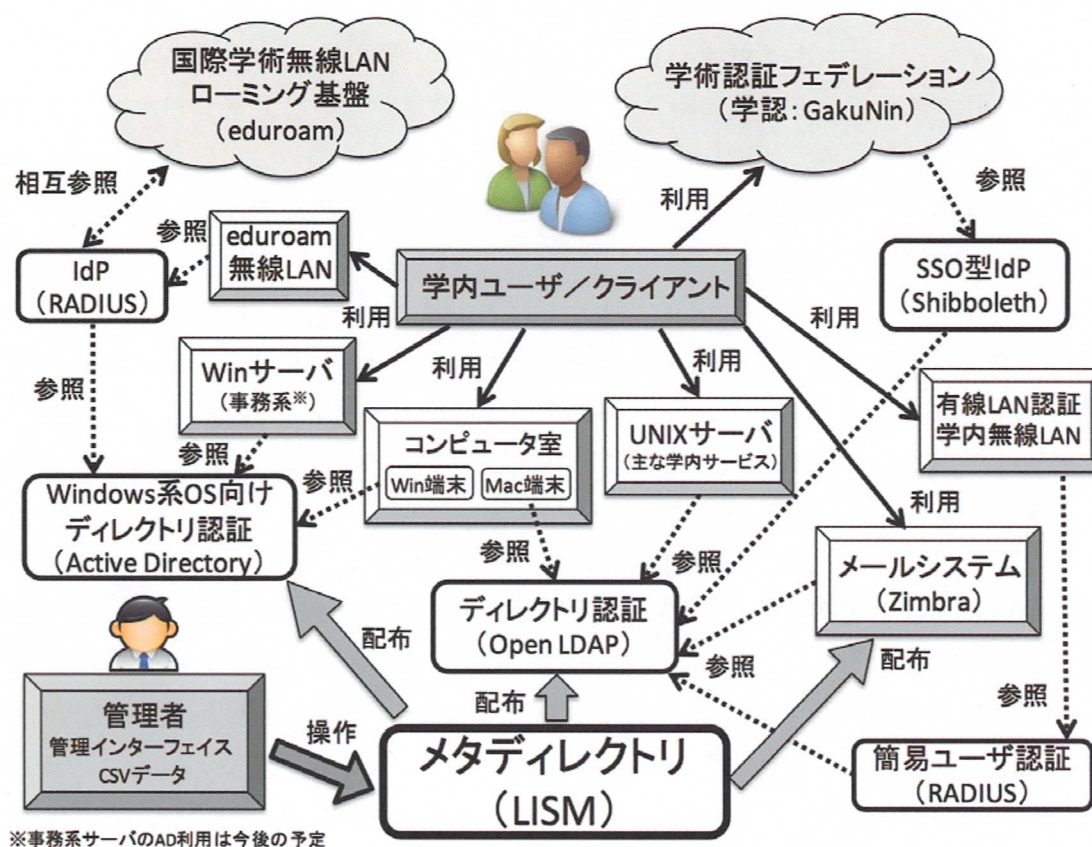 国際学術無線LAN
ローミング基盤
（eduroam）
学術認証フェデレーション
（学認：GakuNin）
相互参照
参照
利用
参照
eduroam
無線LAN
IdP
（RADIUS）
学内ユーザ／クライアント
SSO型IdP
（Shibboleth）
利用
利用
参照
Winサーバ
（事務系※）
利用
利用
有線LAN認証
学内無線LAN
コンピュータ室
Win端末
Mac端末
UNIXサーバ
（主な学内サービス）
参照
参照
Windows系OS向け
ディレクトリ認証
（Active Directory）
利用
参照
参照
メールシステム
（Zimbra）
ディレクトリ認証
（Open LDAP）
配布
参照
配布
参照
配布
管理者
管理インターフェイス
CSVデータ
操作
メタディレクトリ
（LISM）
簡易ユーザ認証
（RADIUS）
※事務系サーバのAD利用は今後の予定